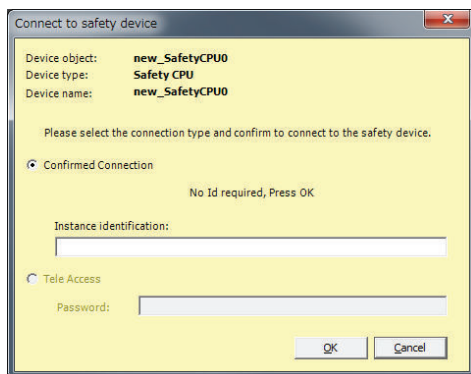 Connect to safety device
Device object: new_SafetyCPU0
Device type: Safety CPU
Device name: new_SafetyCPU0
Please select the connection type and confirm to connect to the safety device.
Confirmed Connection
No Id required, Press OK
Instance identification:
Tele Access
Password:
OK Cancel